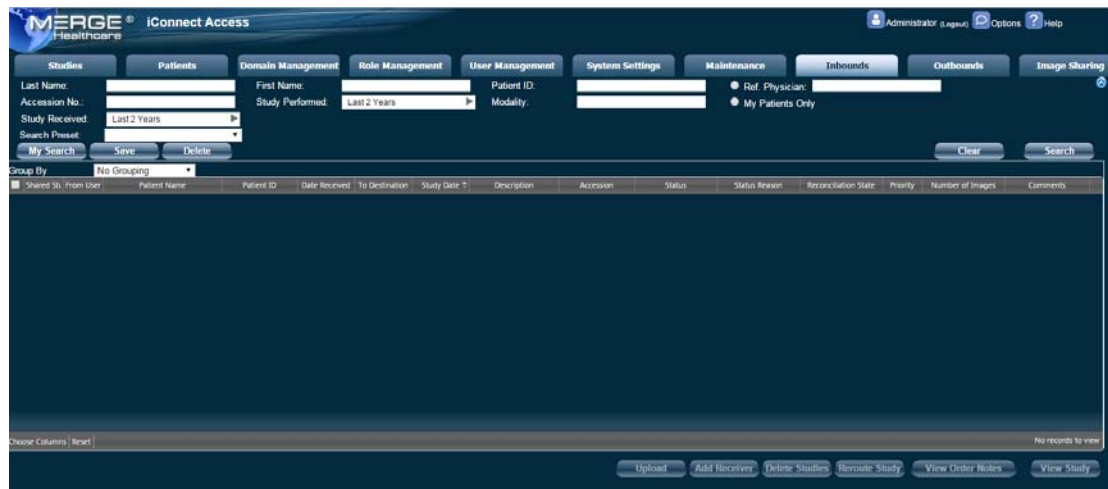 MERGE® iConnect Access
Healthcare
Administrator (Logout) Options ? Help
Studies Patients Domain Management Role Management User Management System Settings Maintenance Inbounds Outbounds Image Sharing
Last Name: First Name: Patient ID: Ref. Physician:
Accession No.: Study Performed: Last 2 Years Modality: My Patients Only
Study Received: Last 2 Years
Search Preset:
My Search Save Delete Clear Search
Group By No Grouping
Shared Sh From User Patient Name Patient ID Date Received To Destination Study Date Description Accession Status Status Reason Reconciliation State Priority Number of Images Comments
Choose Columns Reset No records to view
Upload Add Receiver Delete Studies Reroute Study View Order Notes View Study